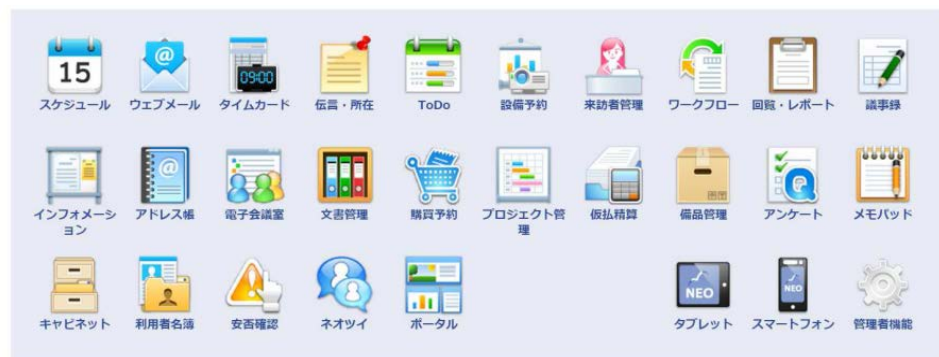 15
09:00
スケジュール ウェブメール タイムカード 伝言・所在 ToDo 設備予約 来訪者管理 ワークフロー 回覧・レポート 議事録
インフォメーシ
ョン
アドレス帳 電子会議室 文書管理 購買予約
プロジェクト管
理
仮払精算 備品管理 アンケート メモパッド
NEO
NEO
キャビネット 利用者名簿 安否確認 ネオツイ ポータル タブレット スマートフォン 管理者機能